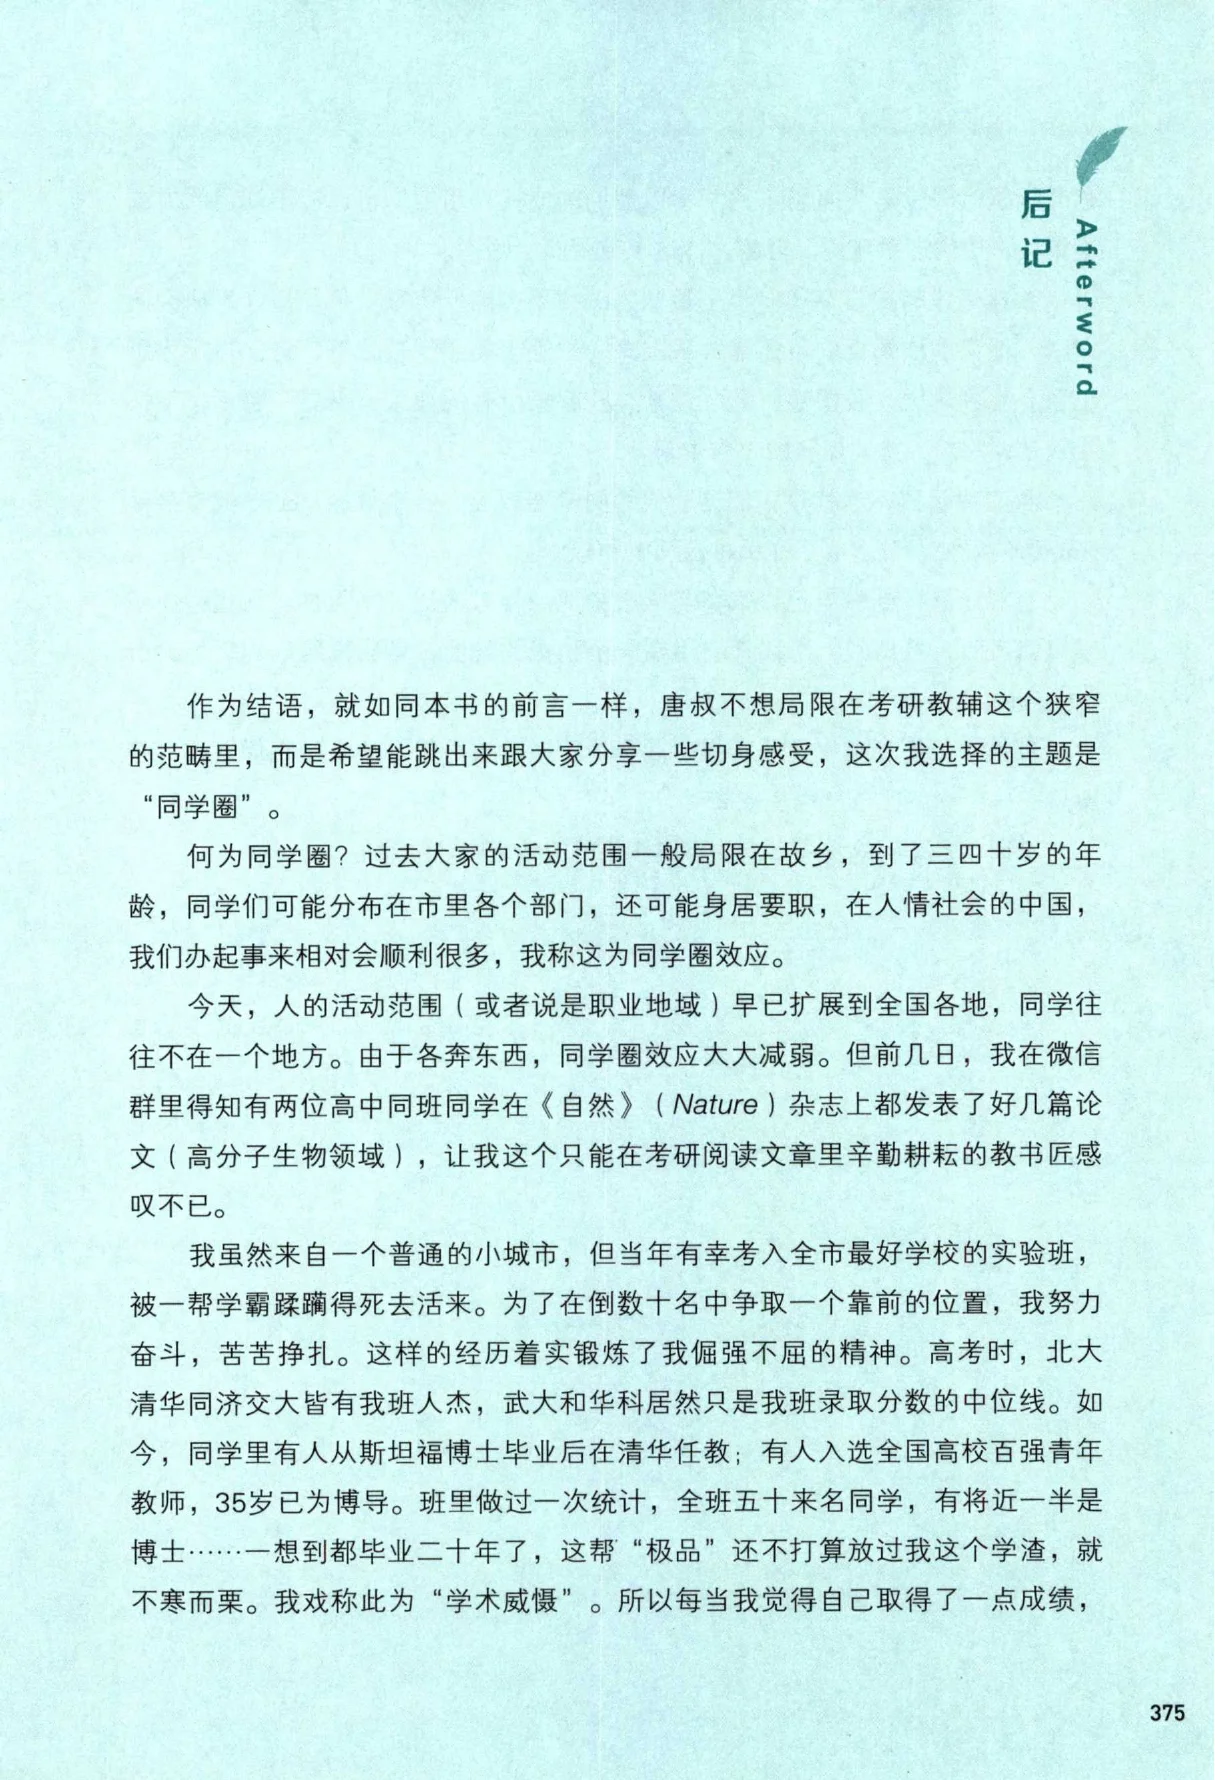 后记
Afterword
作为结语，就如同本书的前言一样，唐叔不想局限在考研教辅这个狭窄
的范畴里，而是希望能跳出来跟大家分享一些切身感受，这次我选择的主题是
“同学圈”。
何为同学圈？过去大家的活动范围一般局限在故乡，到了三四十岁的年
龄，同学们可能分布在市里各个部门，还可能身居要职，在人情社会的中国，
我们办起事来相对会顺利很多，我称这为同学圈效应。
今天，人的活动范围（或者说是职业地域）早已扩展到全国各地，同学往
往不在一个地方。由于各奔东西，同学圈效应大大减弱。但前几日，我在微信
群里得知有两位高中同班同学在《自然》（Nature）杂志上都发表了好几篇论
文（高分子生物领域），让我这个只能在考研阅读文章里辛勤耕耘的教书匠感
叹不已。
我虽然来自一个普通的小城市，但当年有幸考入全市最好学校的实验班，
被一帮学霸蹂躏得死去活来。为了在倒数十名中争取一个靠前的位置，我努力
奋斗，苦苦挣扎。这样的经历着实锻炼了我倔强不屈的精神。高考时，北大
清华同济交大皆有我班人杰，武大和华科居然只是我班录取分数的中位线。如
今，同学里有人从斯坦福博士毕业后在清华任教；有人入选全国高校百强青年
教师，35岁已为博导。班里做过一次统计，全班五十来名同学，有将近一半是
博士……一想到都毕业二十年了，这帮“极品”还不打算放过我这个学渣，就
不寒而栗。我戏称此为“学术威慑”。所以每当我觉得自己取得了一点成绩，
375